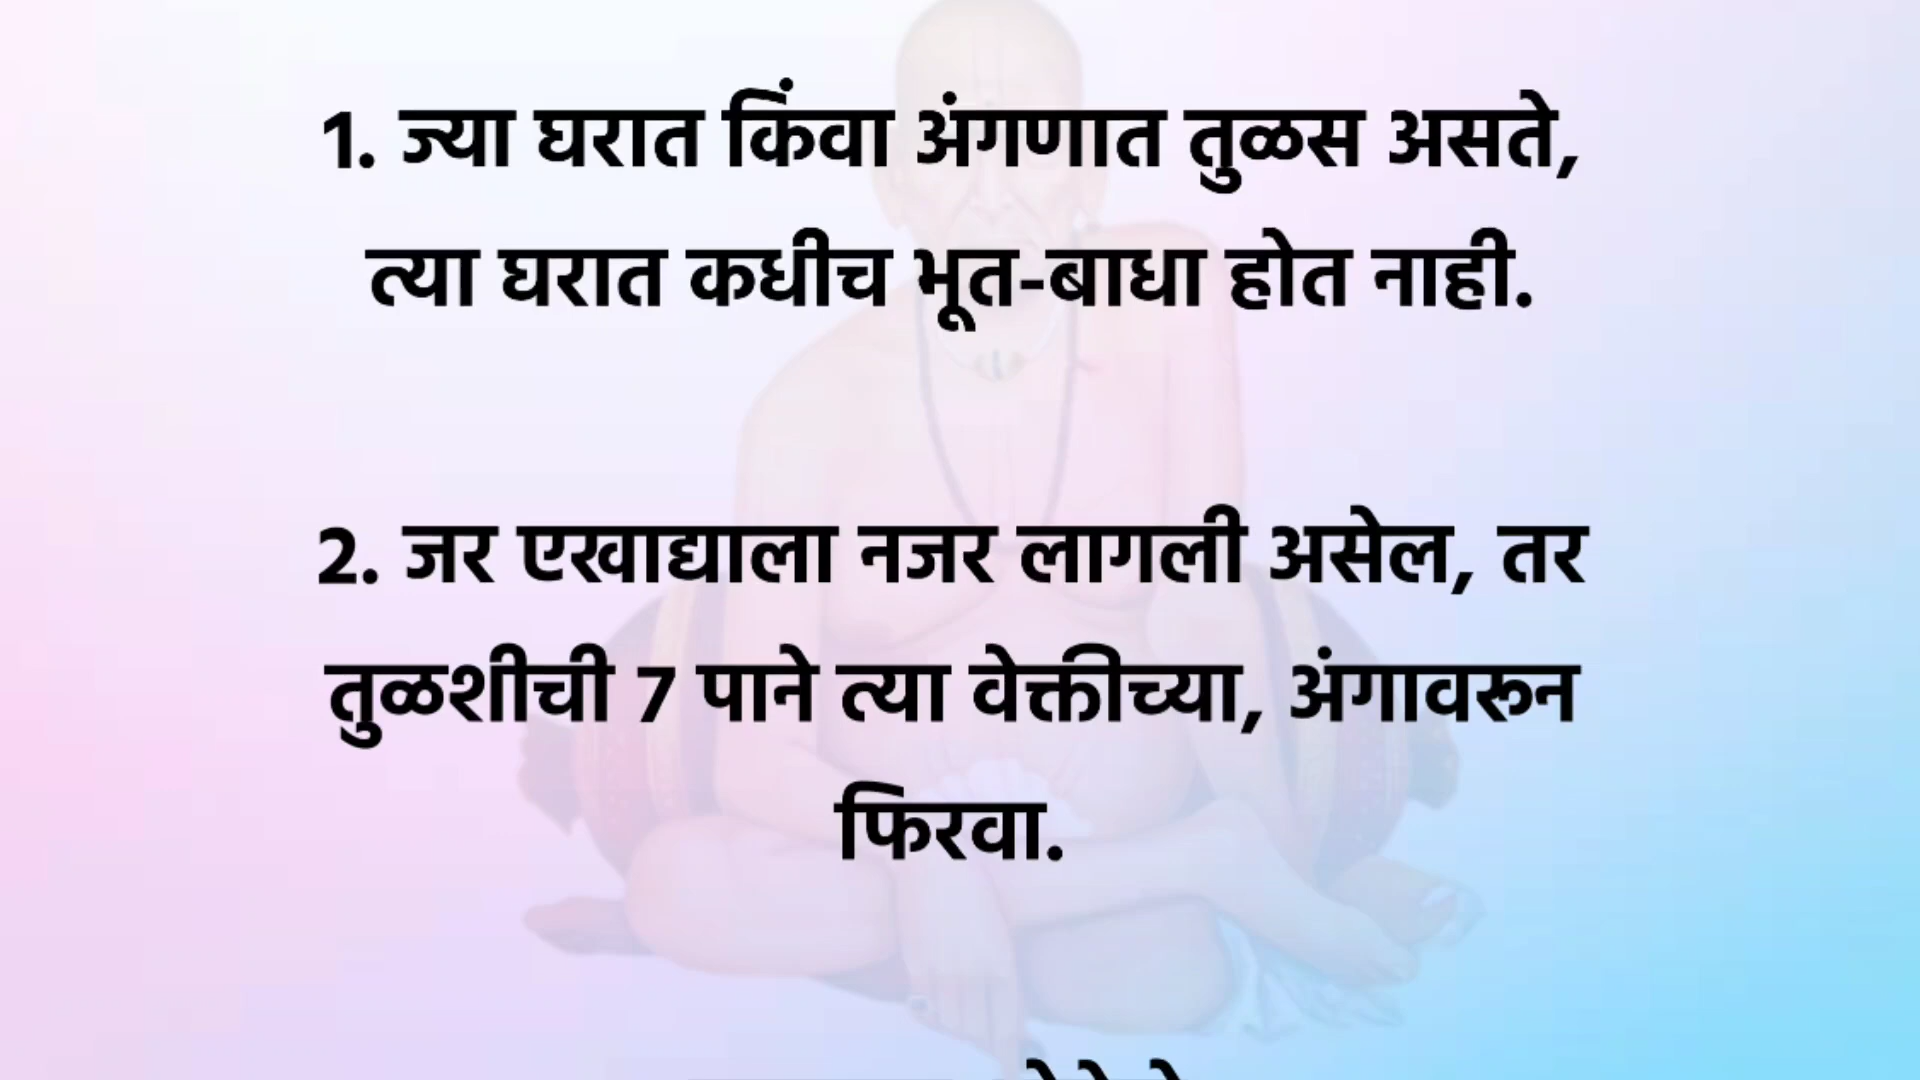 1. ज्या घरात किंवा अंगणात तुळस असते,
त्या घरात कधीच भूत-बाधा होत नाही.
2. जर एखाद्याला नजर लागली असेल, तर
तुळशीची 7 पाने त्या वेक्तीच्या, अंगावरून
फिरवा.